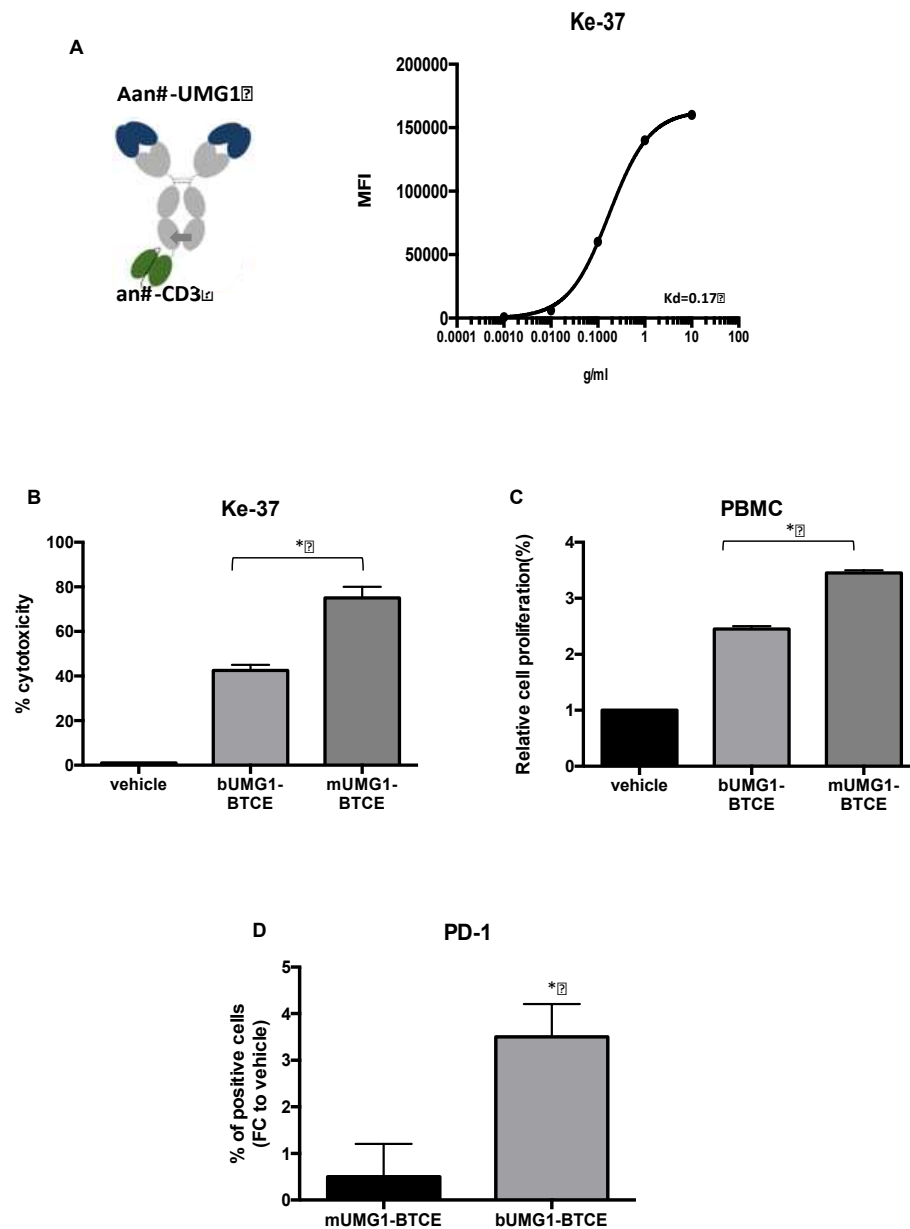 A
Aan#-UMG1
an#-CD3
Ke-37
MFI
200000
150000
100000
50000
0
0.0001 0.0010 0.0100 0.1000 1 10 100
Kd=0.17
g/ml
B
Ke-37
% cytotoxicity
100
80
60
40
20
0
*
vehicle
bUMG1-
BTCE
mUMG1-
BTCE
C
PBMC
Relative cell proliferation(%)
4
3
2
1
0
*
vehicle
bUMG1-
BTCE
mUMG1-
BTCE
D
PD-1
% of positive cells
(FC to vehicle)
5
4
3
2
1
0
*
mUMG1-BTCE
bUMG1-BTCE